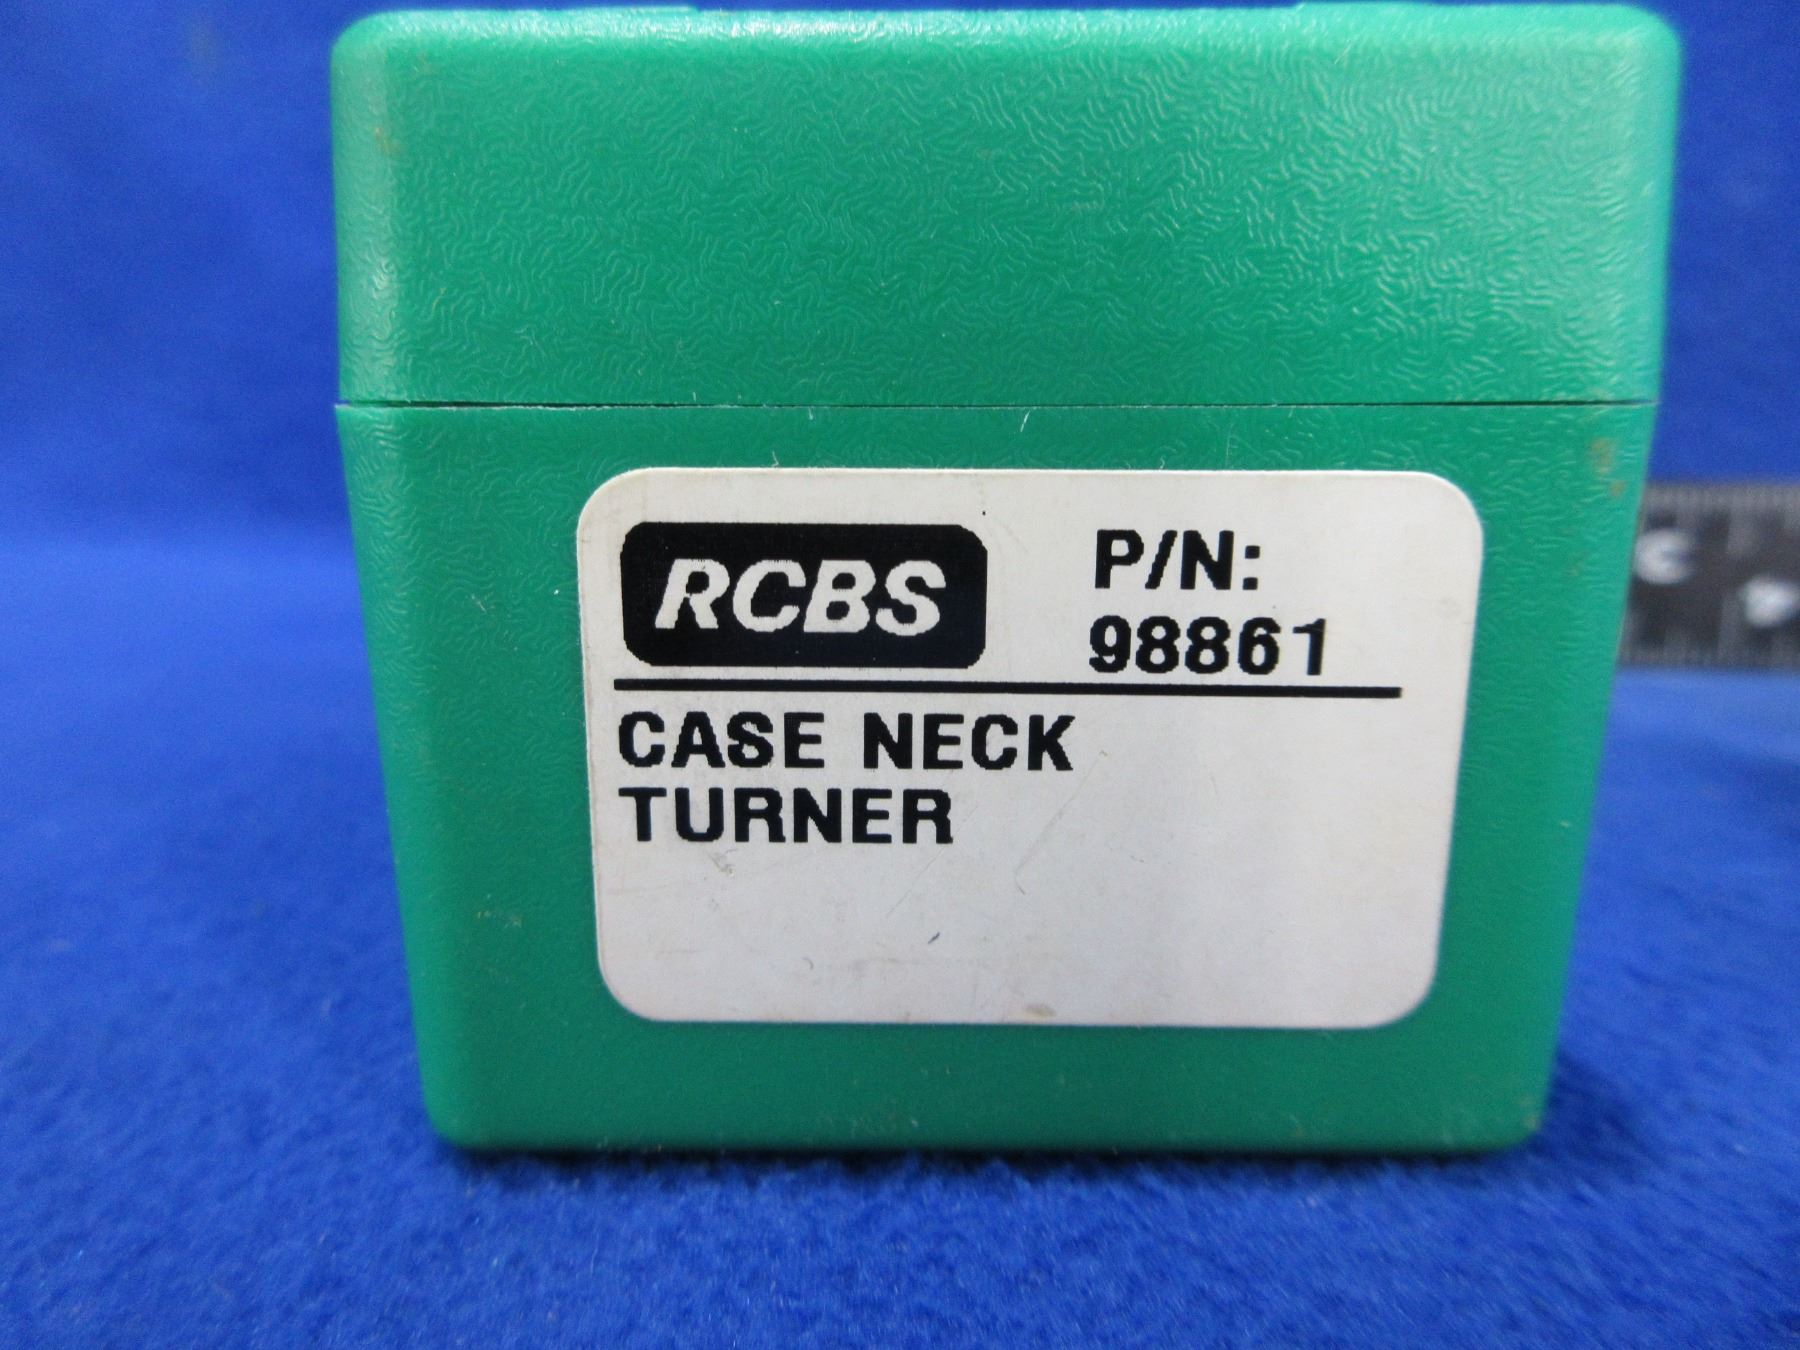 RCBS
P/N:
98861
CASE NECK
TURNER